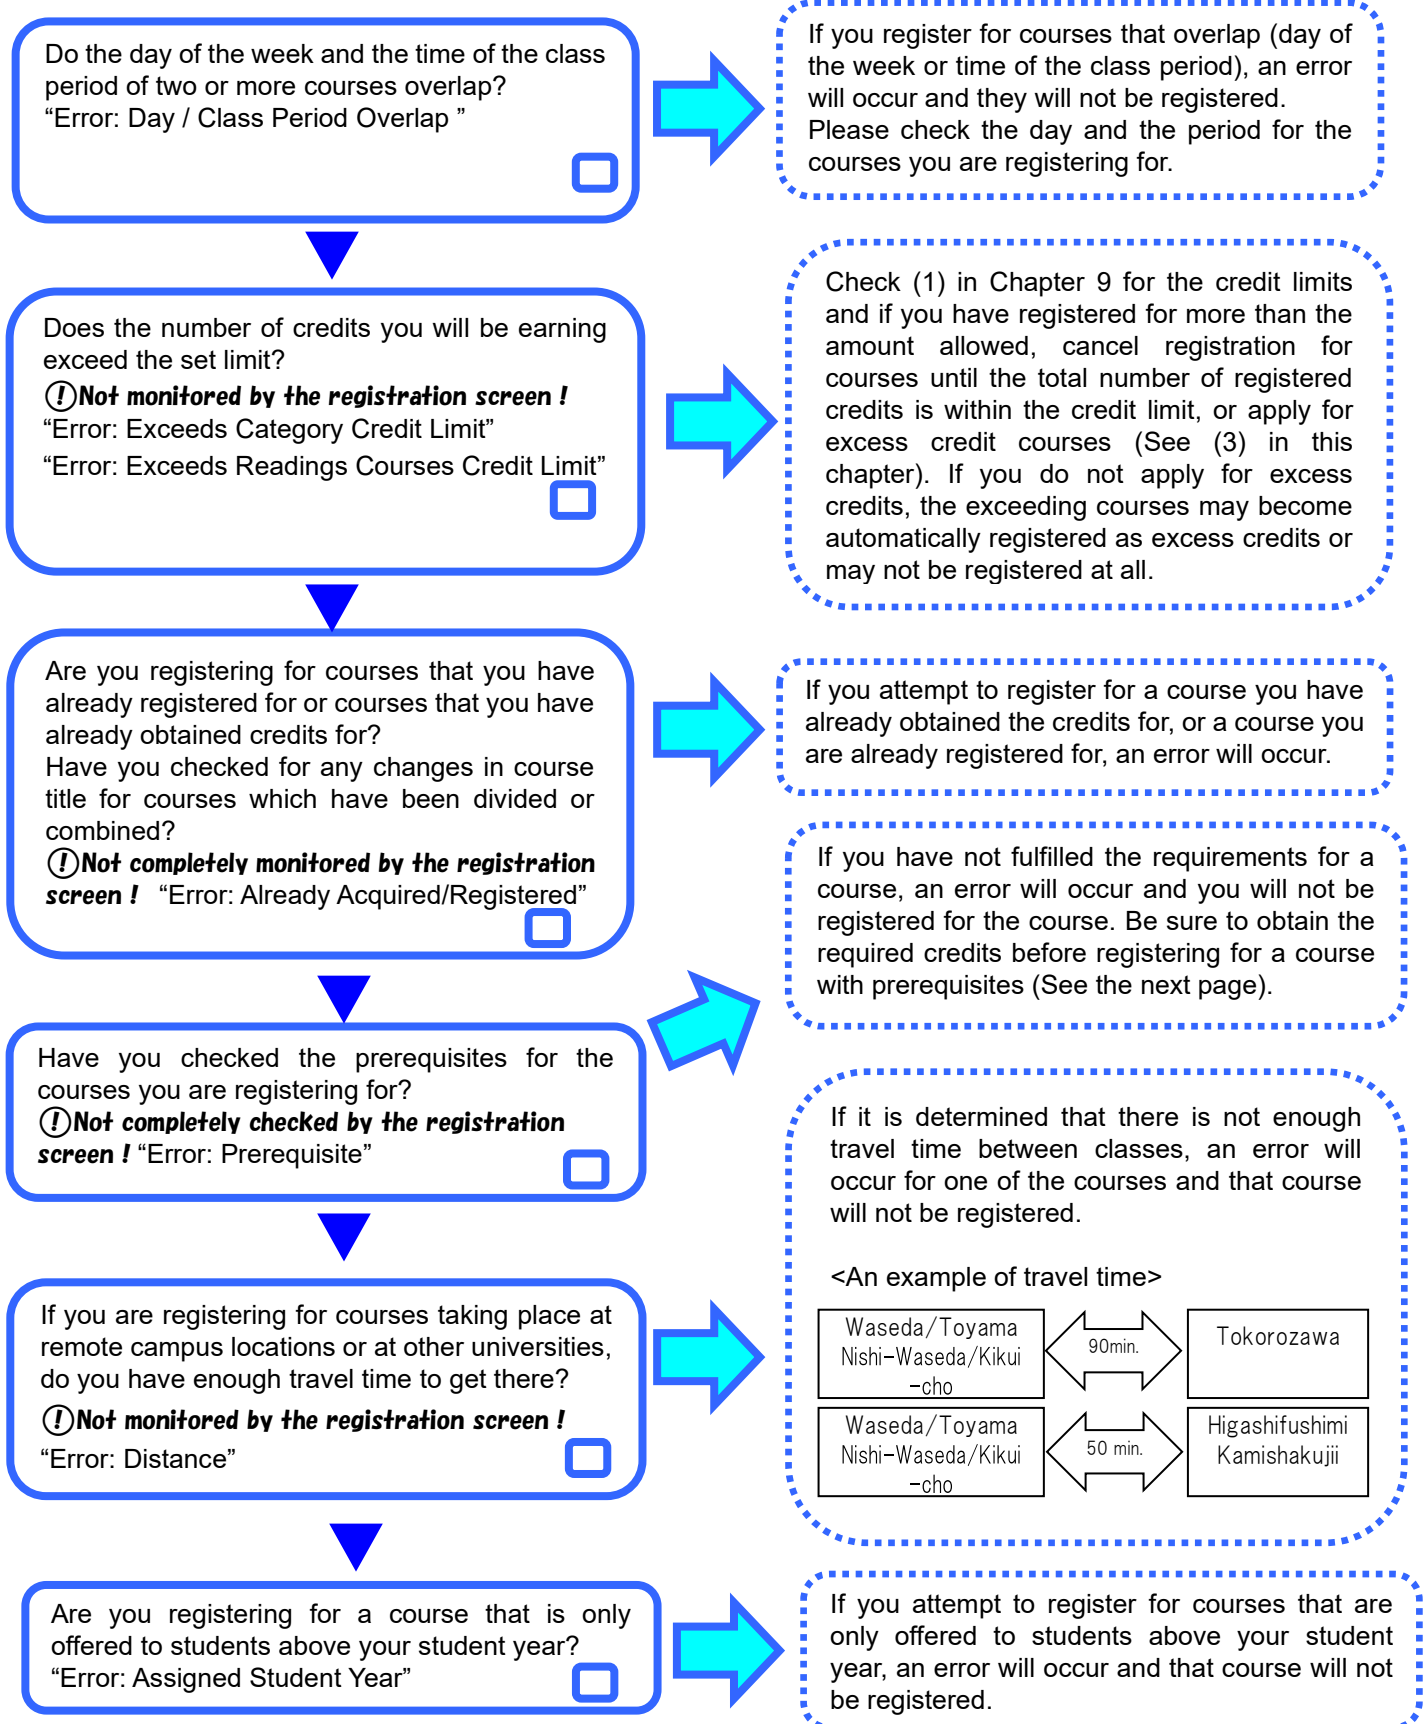 Do the day of the week and the time of the class
period of two or more courses overlap?
“Error: Day / Class Period Overlap ”
If you register for courses that overlap (day of
the week or time of the class period), an error
will occur and they will not be registered.
Please check the day and the period for the
courses you are registering for.
Does the number of credits you will be earning
exceed the set limit?
(!)Not monitored by the registration screen !
“Error: Exceeds Category Credit Limit”
“Error: Exceeds Readings Courses Credit Limit”
Check (1) in Chapter 9 for the credit limits
and if you have registered for more than the
amount allowed, cancel registration for
courses until the total number of registered
credits is within the credit limit, or apply for
excess credit courses (See (3) in this
chapter). If you do not apply for excess
credits, the exceeding courses may become
automatically registered as excess credits or
may not be registered at all.
Are you registering for courses that you have
already registered for or courses that you have
already obtained credits for?
Have you checked for any changes in course
title for courses which have been divided or
combined?
(!)Not completely monitored by the registration
screen ! “Error: Already Acquired/Registered”
If you attempt to register for a course you have
already obtained the credits for, or a course you
are already registered for, an error will occur.
Have you checked the prerequisites for the
courses you are registering for?
(!)Not completely checked by the registration
screen ! “Error: Prerequisite”
If you have not fulfilled the requirements for a
course, an error will occur and you will not be
registered for the course. Be sure to obtain the
required credits before registering for a course
with prerequisites (See the next page).
If you are registering for courses taking place at
remote campus locations or at other universities,
do you have enough travel time to get there?
(!)Not monitored by the registration screen !
“Error: Distance”
If it is determined that there is not enough
travel time between classes, an error will
occur for one of the courses and that course
will not be registered.
<An example of travel time>
Waseda/Toyama
Nishi-Waseda/Kikui
-cho
90min.
Tokorozawa
Waseda/Toyama
Nishi-Waseda/Kikui
-cho
50 min.
Higashifushimi
Kamishakujii
Are you registering for a course that is only
offered to students above your student year?
“Error: Assigned Student Year”
If you attempt to register for courses that are
only offered to students above your student
year, an error will occur and that course will not
be registered.